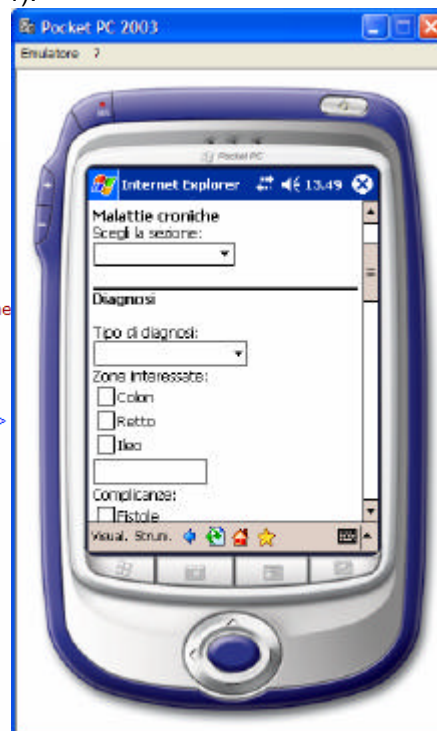 Pocket PC 2003
Emulatore ?
Pocket PC
Internet Explorer 13.49
Malattie croniche
Scegli la sezione:
Diagnosi
Tipo di diagnosi:
Zone interessate:
Colon
Retto
Ileo
Complicanze:
Fistole
Visual. Strum.